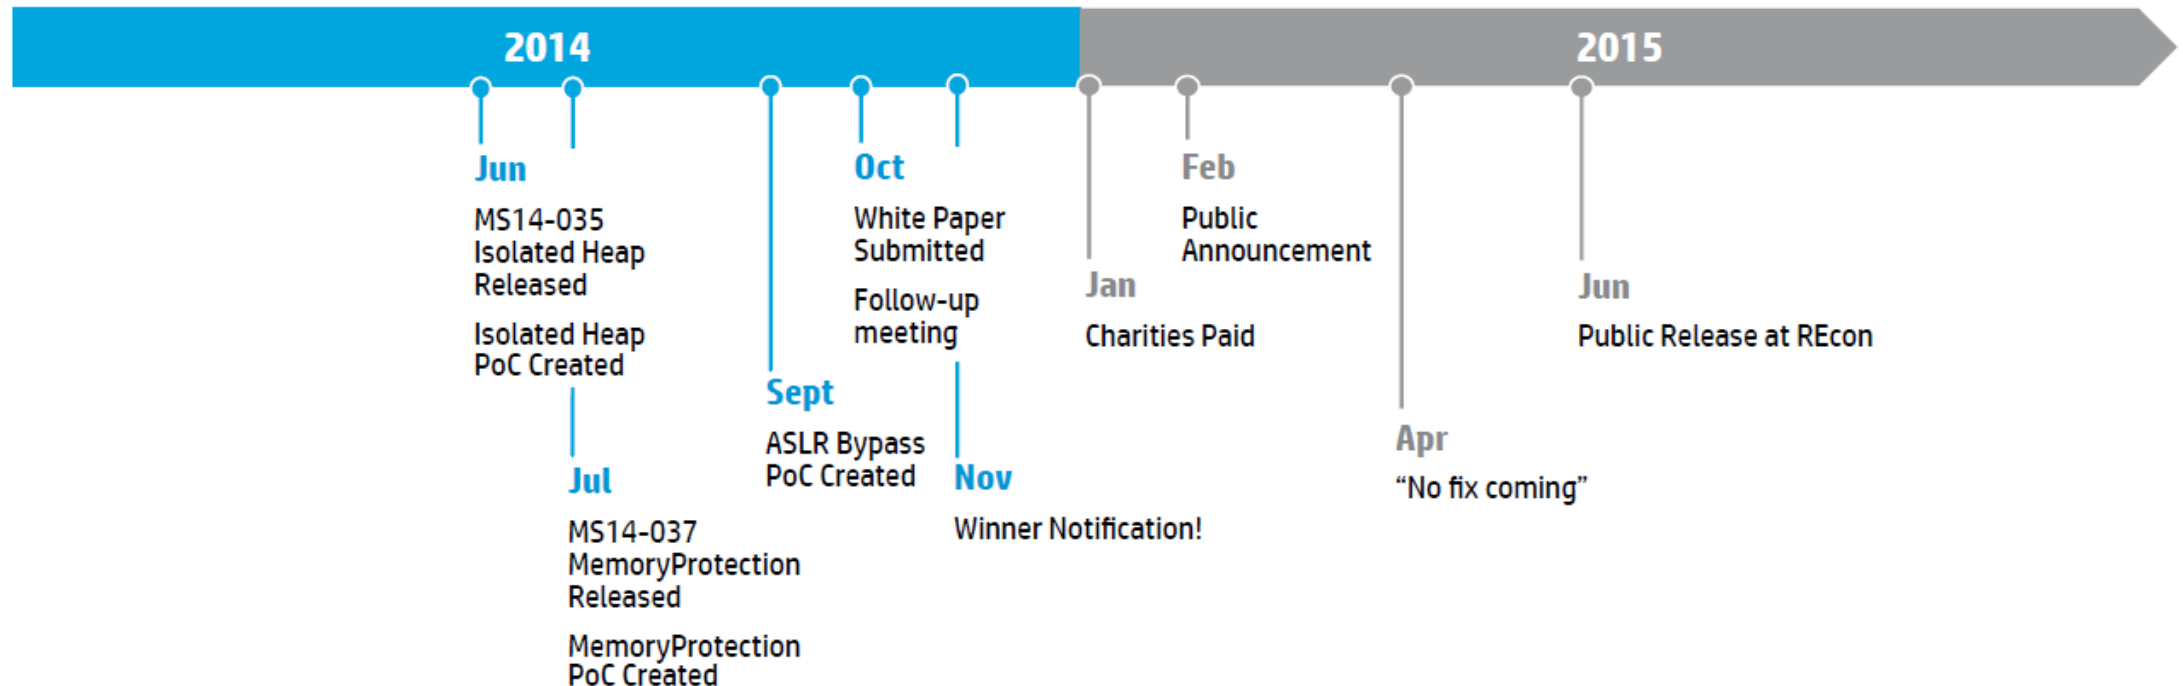 2014
2015
Jun
MS14-035
Isolated Heap
Released
Isolated Heap
PoC Created
Jul
MS14-037
MemoryProtection
Released
MemoryProtection
PoC Created
Sept
ASLR Bypass
PoC Created
Oct
White Paper
Submitted
Follow-up
meeting
Nov
Winner Notification!
Jan
Charities Paid
Feb
Public
Announcement
Apr
“No fix coming”
Jun
Public Release at REcon